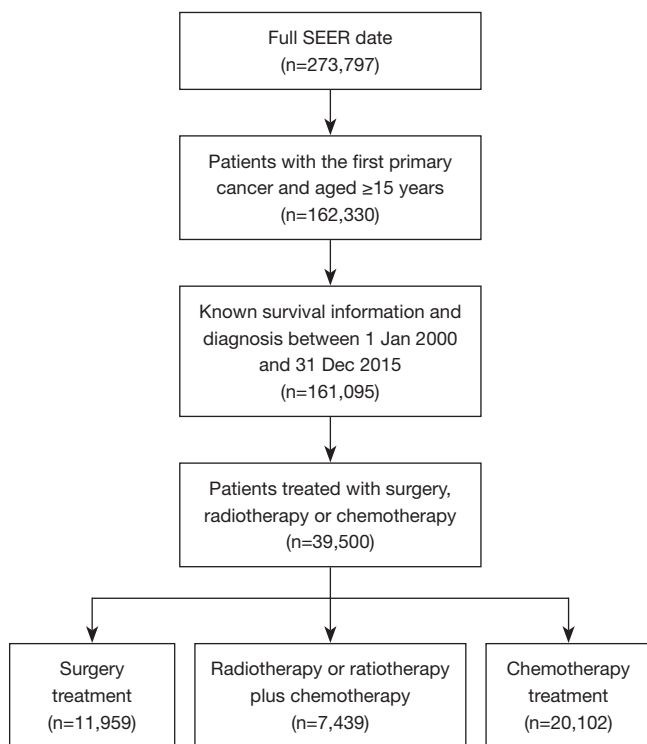 Full SEER date
(n=273,797)
Patients with the first primary
cancer and aged ≥15 years
(n=162,330)
Known survival information and
diagnosis between 1 Jan 2000
and 31 Dec 2015
(n=161,095)
Patients treated with surgery,
radiotherapy or chemotherapy
(n=39,500)
Surgery
treatment
(n=11,959)
Radiotherapy or ratiotherapy
plus chemotherapy
(n=7,439)
Chemotherapy
treatment
(n=20,102)